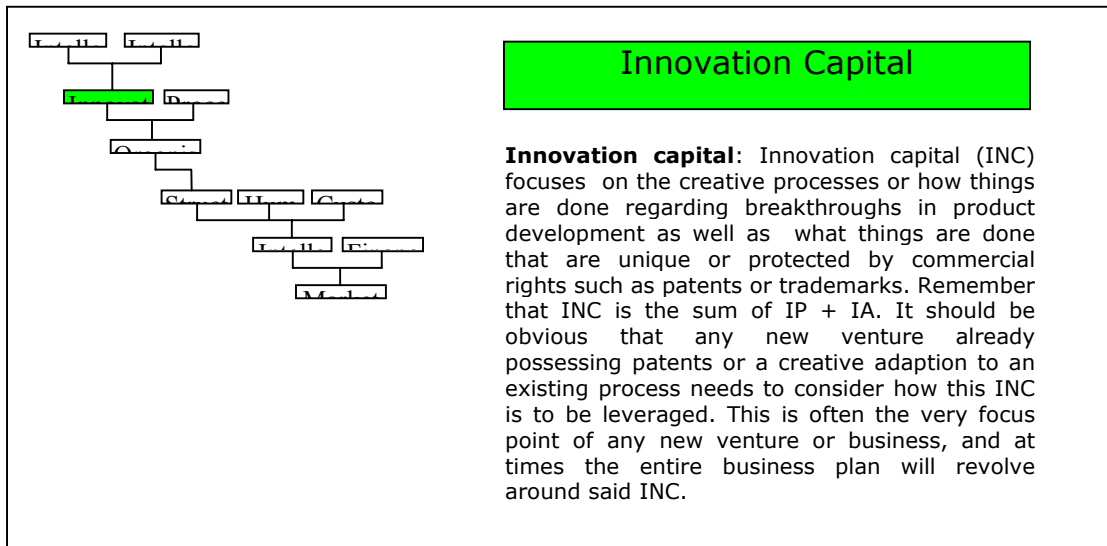 Innovation Capital
Innovation capital: Innovation capital (INC)
focuses on the creative processes or how things
are done regarding breakthroughs in product
development as well as what things are done
that are unique or protected by commercial
rights such as patents or trademarks. Remember
that INC is the sum of IP + IA. It should be
obvious that any new venture already
possessing patents or a creative adaption to an
existing process needs to consider how this INC
is to be leveraged. This is often the very focus
point of any new venture or business, and at
times the entire business plan will revolve
around said INC.